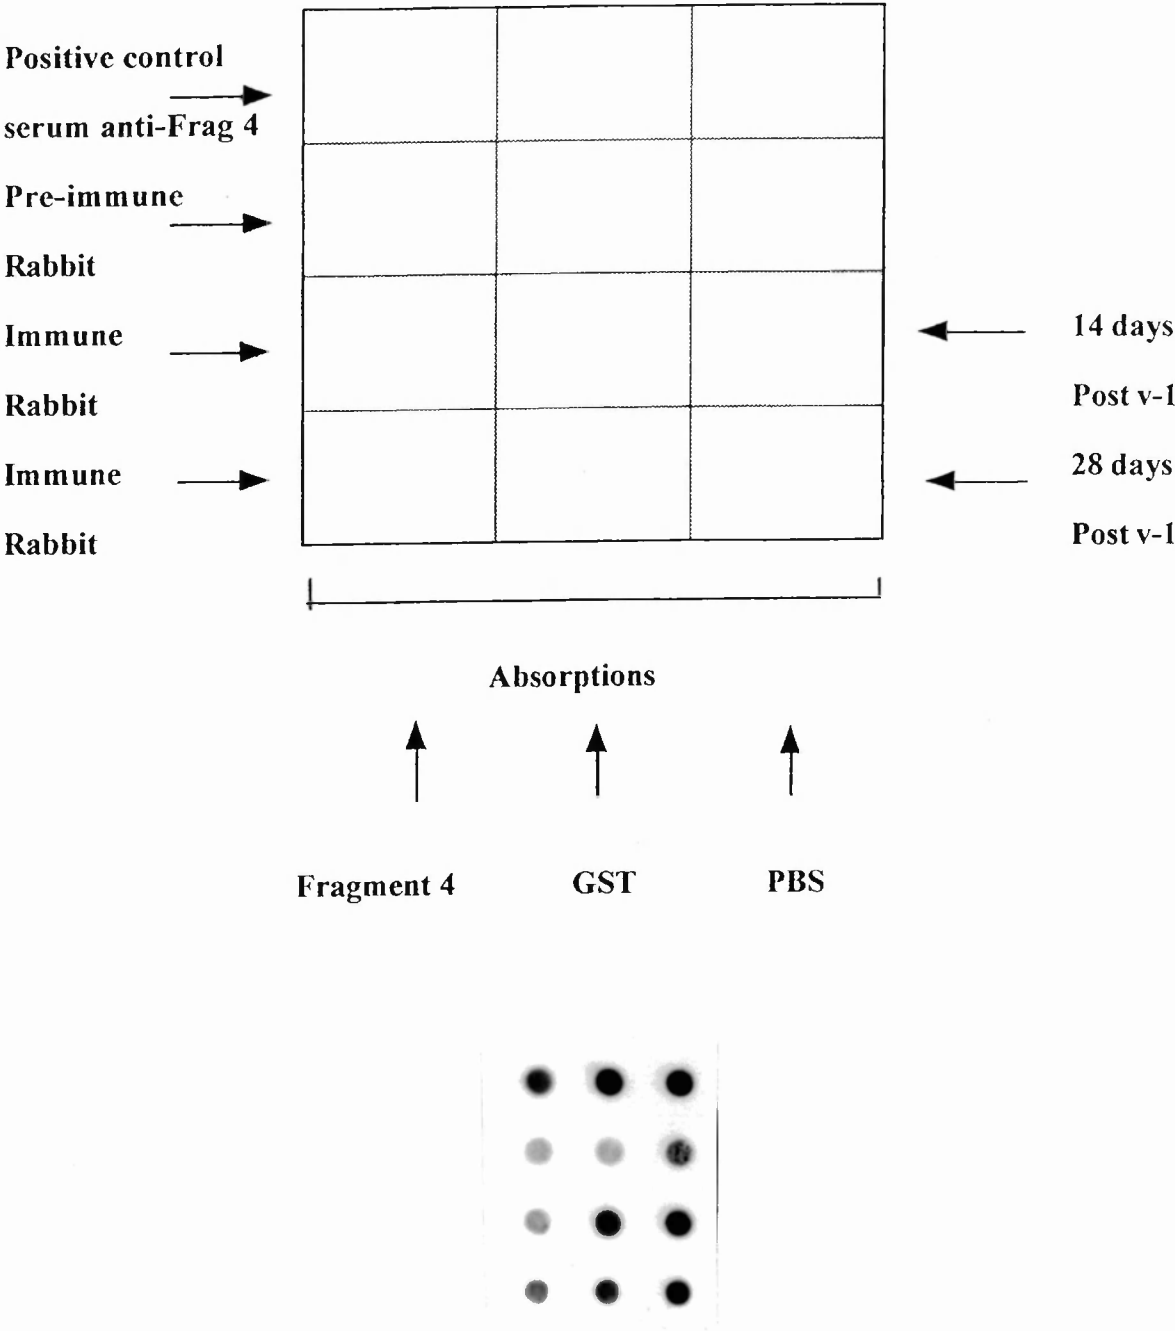 Positive control
serum anti-Frag 4
Pre-immune
Rabbit
Immune
Rabbit
14 days
Post v-1
Immune
Rabbit
28 days
Post v-1
Absorptions
Fragment 4 GST PBS